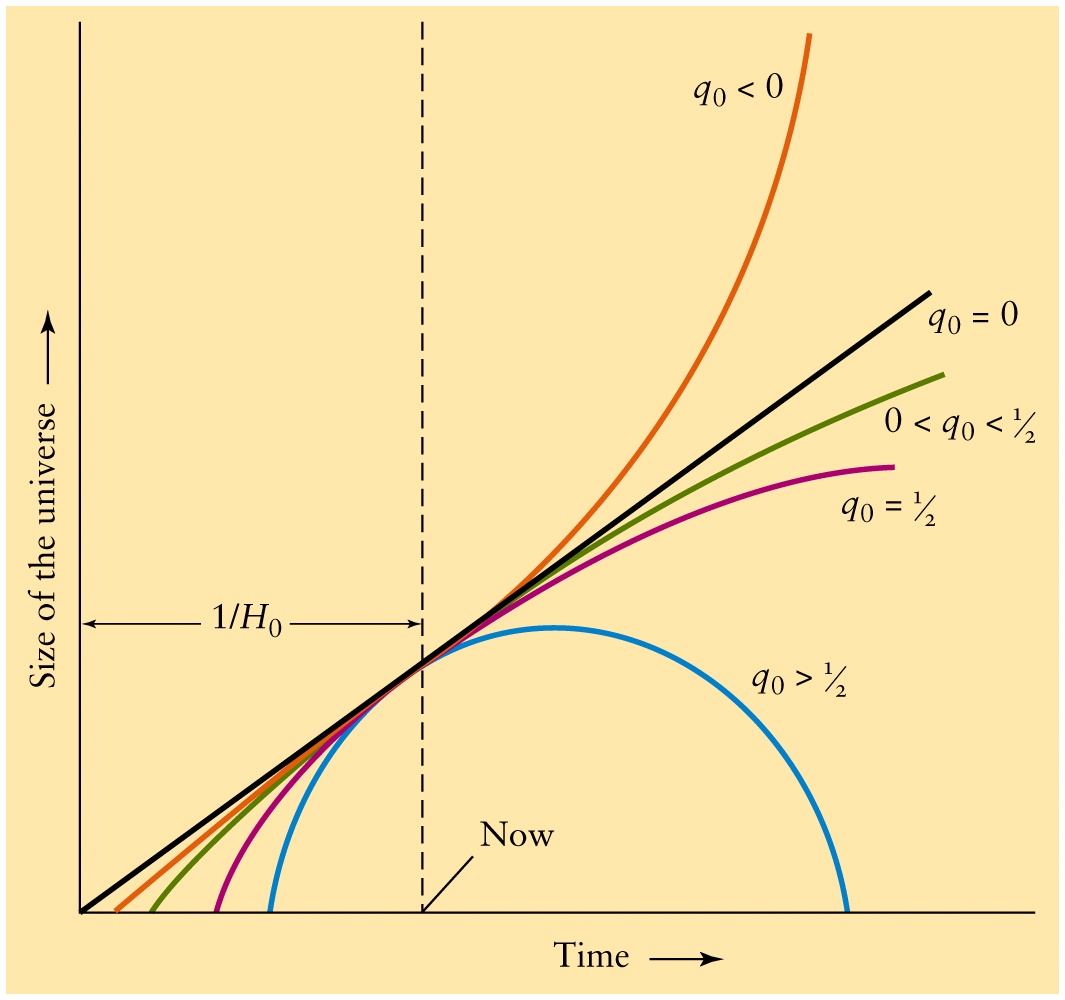 q₀ < 0
q₀ = 0
0 < q₀ < ½
q₀ = ½
Size of the universe
1/H₀
q₀ > ½
Now
Time